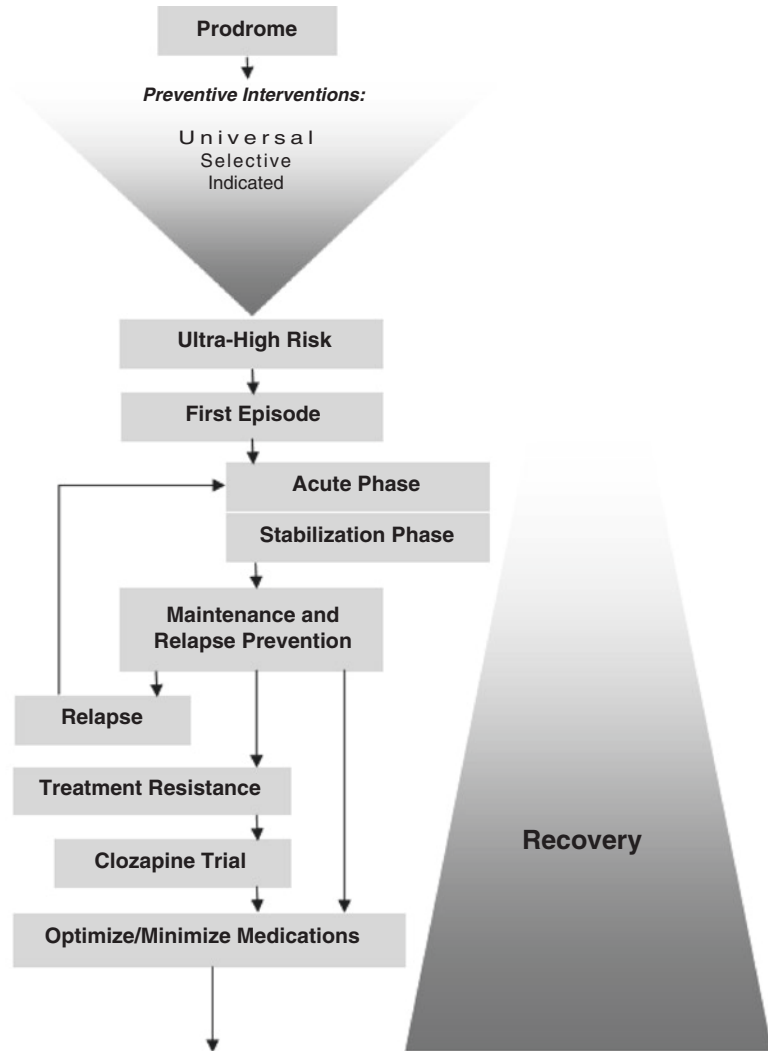 Prodrome
Preventive Interventions:
Universal
Selective
Indicated
Ultra-High Risk
First Episode
Acute Phase
Stabilization Phase
Maintenance and
Relapse Prevention
Relapse
Treatment Resistance
Clozapine Trial
Optimize/Minimize Medications
Recovery